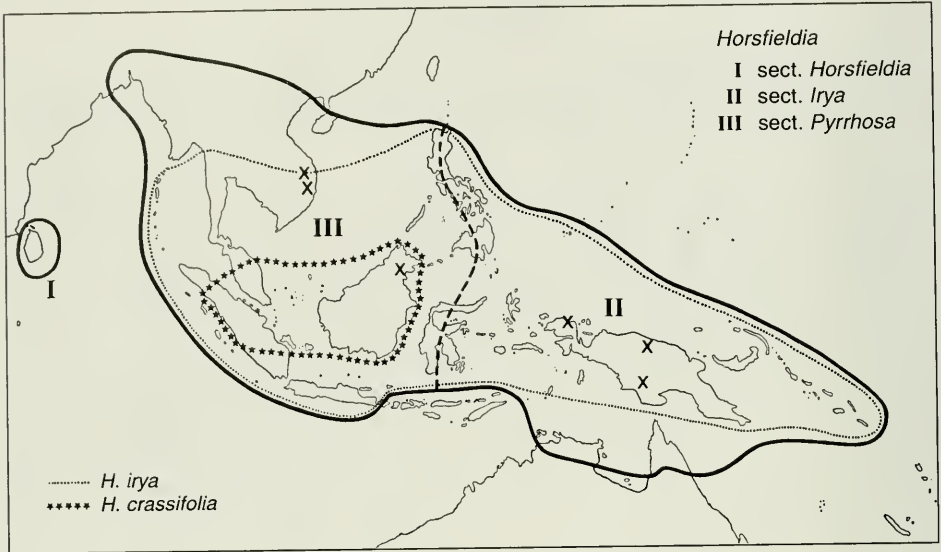 Horsfieldia
I sect. Horsfieldia
II sect. Irya
III sect. Pyrrhosa
X
X
III
X
I
II
X
X
X
H. irya
H. crassifolia